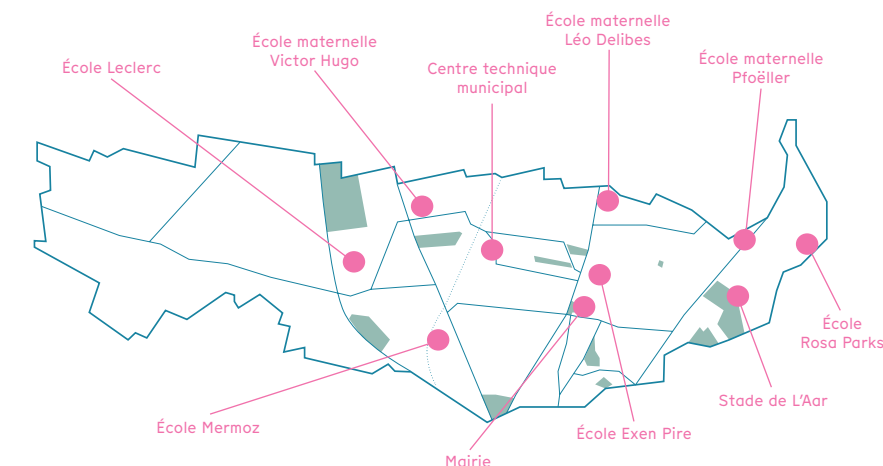 École maternelle
Léo Delibes
École maternelle
Victor Hugo
École Leclerc
Centre technique
municipal
École maternelle
Pfoëller
École
Rosa Parks
Stade de L'Aar
École Mermoz
École Exen Pire
Mairie